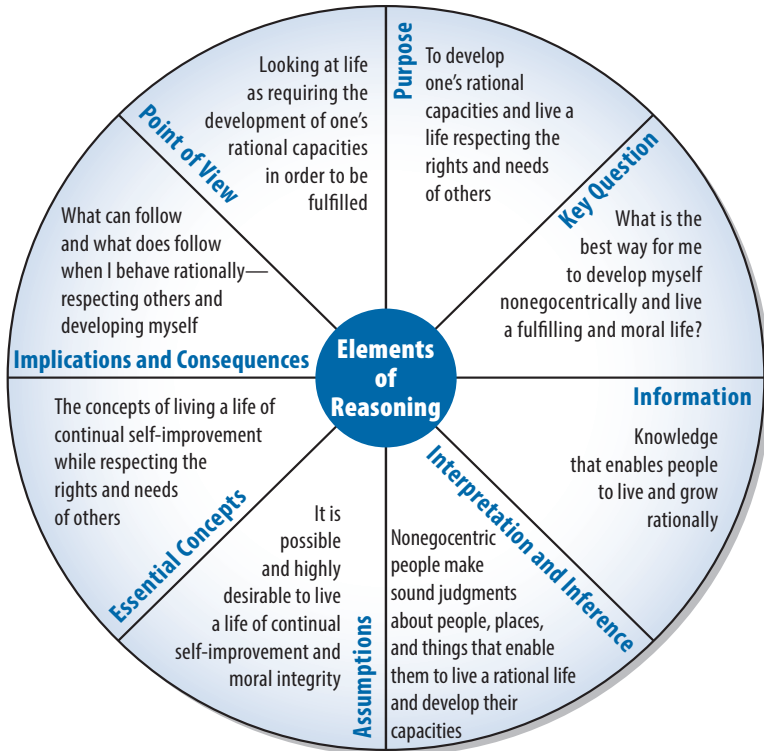 Purpose
To develop
one's rational
capacities and live a
life respecting the
rights and needs
of others
Key Question
What is the
best way for me
to develop myself
nonegocentrically and live
a fulfilling and moral life?
Information
Knowledge
that enables people
to live and grow
rationally
Interpretation and Inference
Nonegocentric
people make
sound judgments
about people, places,
and things that enable
them to live a rational life
and develop their
capacities
Assumptions
It is
possible
and highly
desirable to live
a life of continual
self-improvement and
moral integrity
Essential Concepts
The concepts of living a life of
continual self-improvement
while respecting the
rights and needs
of others
Implications and Consequences
What can follow
and what does follow
when I behave rationally—
respecting others and
developing myself
Point of View
Looking at life
as requiring the
development of one's
rational capacities
in order to be
fulfilled
Elements
of
Reasoning